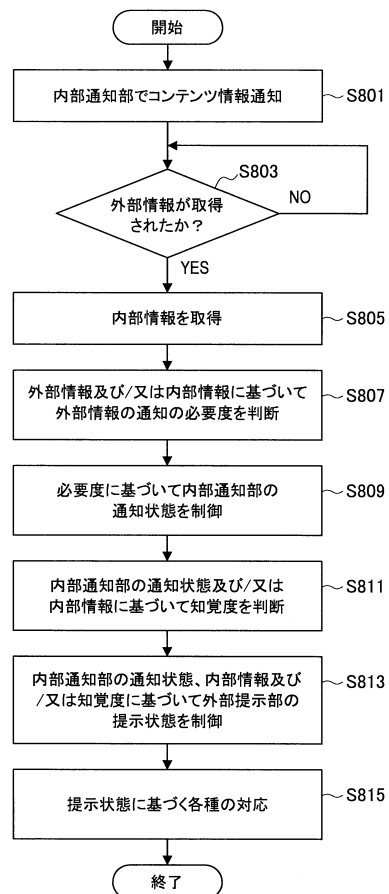 開始
内部通知部でコンテンツ情報通知
S801
S803
外部情報が取得
されたか?
NO
YES
内部情報を取得
S805
外部情報及び/又は内部情報に基づいて
外部情報の通知の必要度を判断
S807
必要度に基づいて内部通知部の
通知状態を制御
S809
内部通知部の通知状態及び/又は
内部情報に基づいて知覚度を判断
S811
内部通知部の通知状態、内部情報及び
/又は知覚度に基づいて外部提示部の
提示状態を制御
S813
提示状態に基づく各種の対応
S815
終了